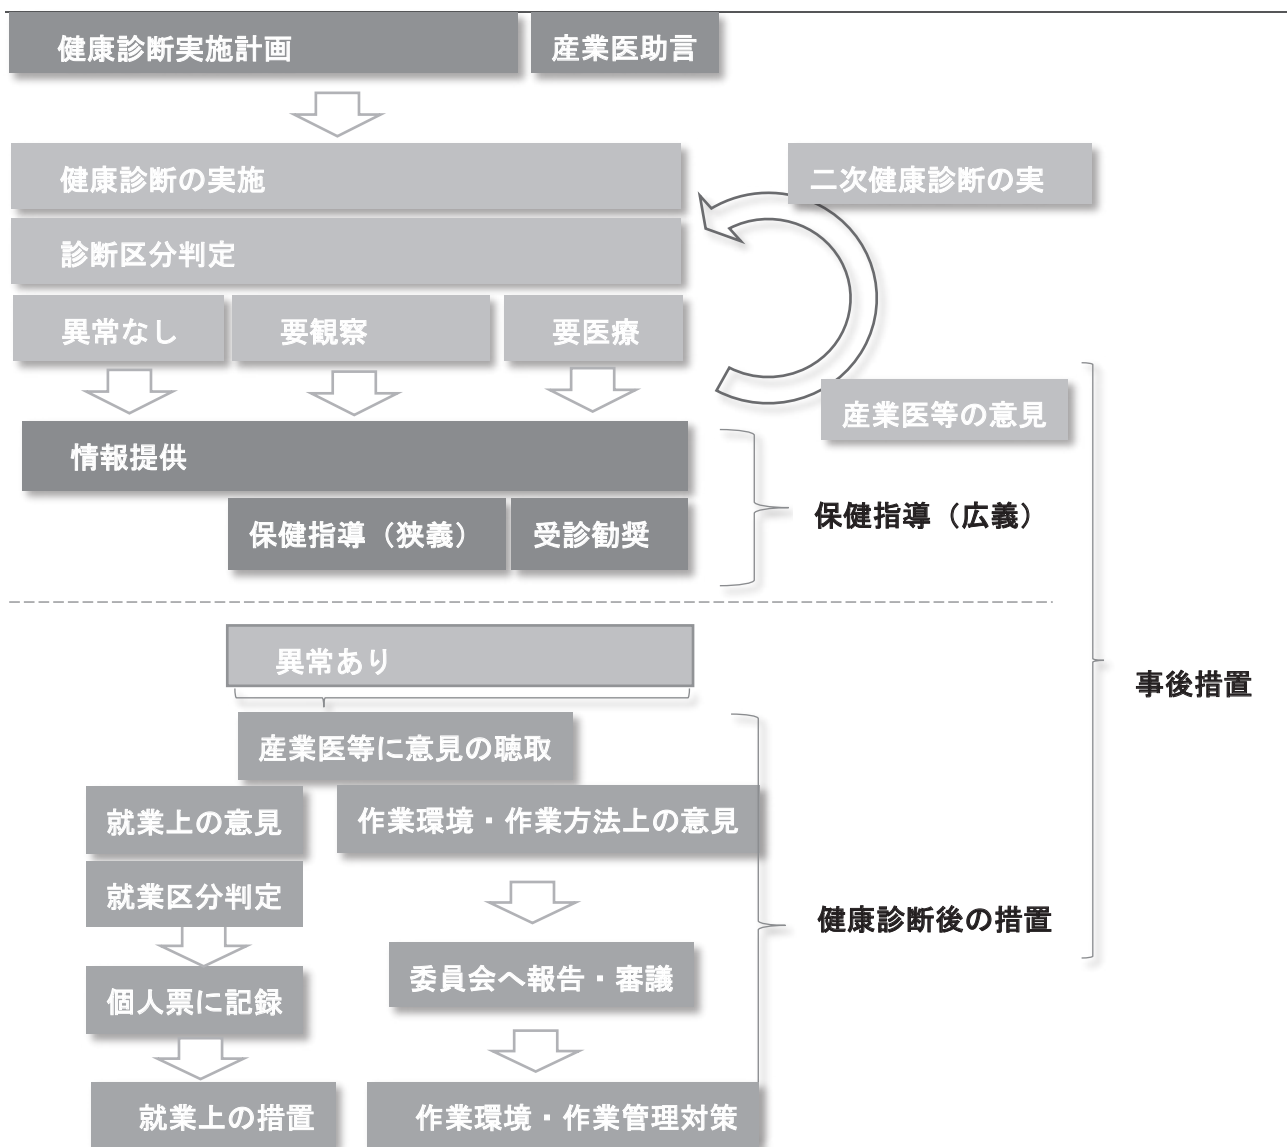 健康診断実施計画
産業医助言
健康診断の実施
二次健康診断の実
診断区分判定
異常なし
要観察
要医療
産業医等の意見
情報提供
保健指導（狭義）
受診勧奨
保健指導（広義）
異常あり
事後措置
産業医等に意見の聴取
就業上の意見
作業環境・作業方法上の意見
就業区分判定
健康診断後の措置
個人票に記録
委員会へ報告・審議
就業上の措置
作業環境・作業管理対策